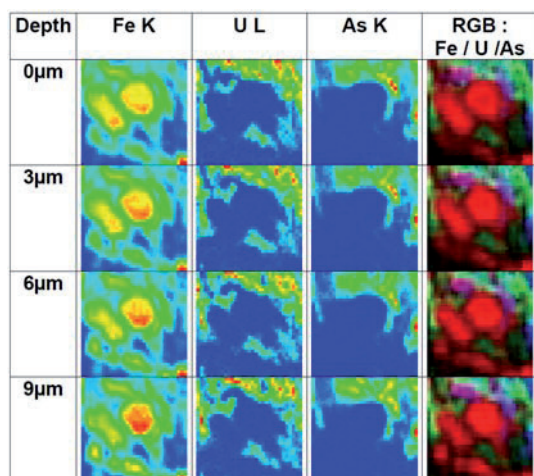 Depth Fe K U L As K RGB :
Fe / U /As
0µm
3µm
6µm
9µm